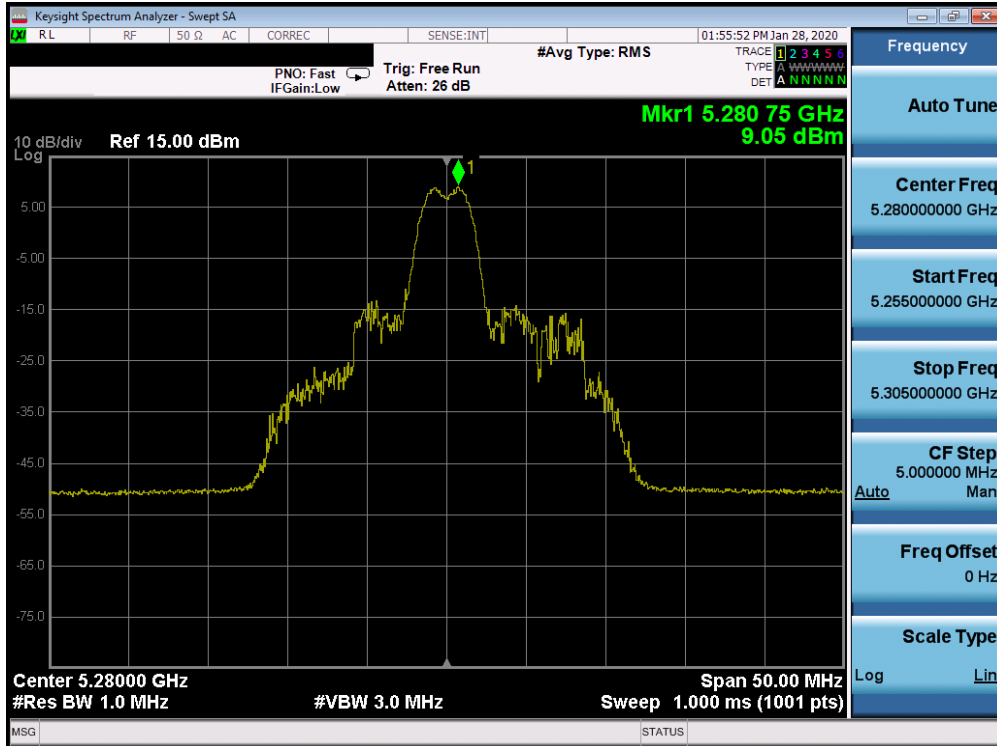 Keysight Spectrum Analyzer - Swept SA
LXI RL RF 50 Ω AC CORREC SENSE:INT 01:55:52 PM Jan 28, 2020
#Avg Type: RMS
TRACE 1 2 3 4 5 6
TYPE A WWWWW
DET A N N N N N
PNO: Fast
IFGain:Low
Trig: Free Run
Atten: 26 dB
Mkr1 5.280 75 GHz
9.05 dBm
10 dB/div
Log
Ref 15.00 dBm
1
5.00
-5.00
-15.0
-25.0
-35.0
-45.0
-55.0
-65.0
-75.0
Center 5.28000 GHz
Span 50.00 MHz
#Res BW 1.0 MHz
#VBW 3.0 MHz
Sweep 1.000 ms (1001 pts)
MSG
STATUS
Frequency
Auto Tune
Center Freq
5.280000000 GHz
Start Freq
5.255000000 GHz
Stop Freq
5.305000000 GHz
CF Step
5.000000 MHz
Auto Man
Freq Offset
0 Hz
Scale Type
Log Lin